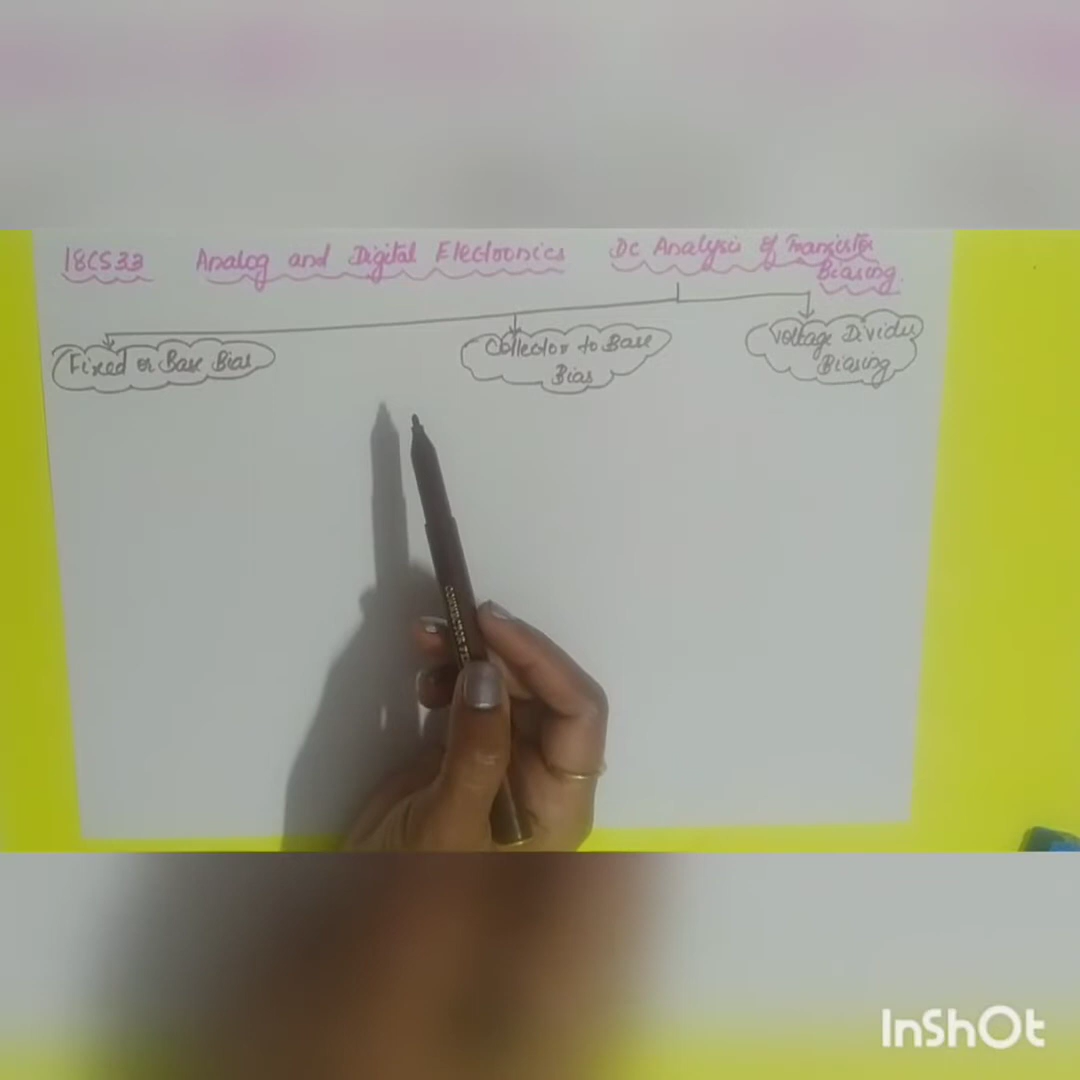 18CS33 Analog and Digital Electronics DC Analysis of Transistor
Biasing.
Fixed or Base Bias
Collector to Base
Bias
Voltage Divider
Biasing
InShOt